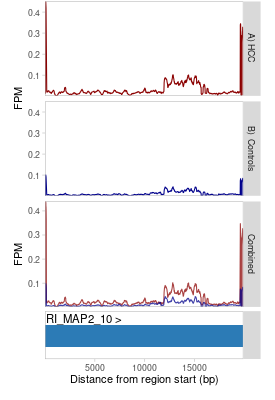 0.4
0.3
0.2
0.1
FPM
A) HCC
0.4
0.3
0.2
0.1
B) Controls
0.4
0.3
0.2
0.1
FPM
Combined
RI_MAP2_10 >
5000 10000 15000
Distance from region start (bp)